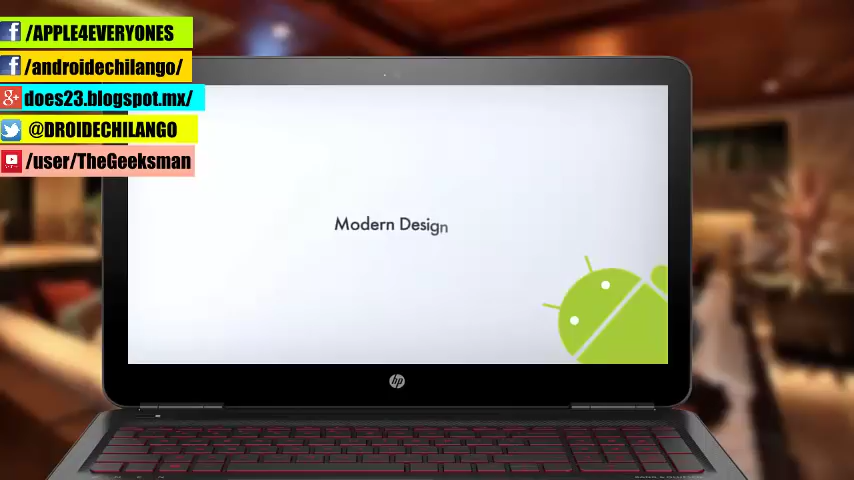 /APPLE4EVERYONES
/androidechilango/
does23.blogspot.mx/
@DROIDECHILANGO
/user/TheGeeksman
Modern Design
hp